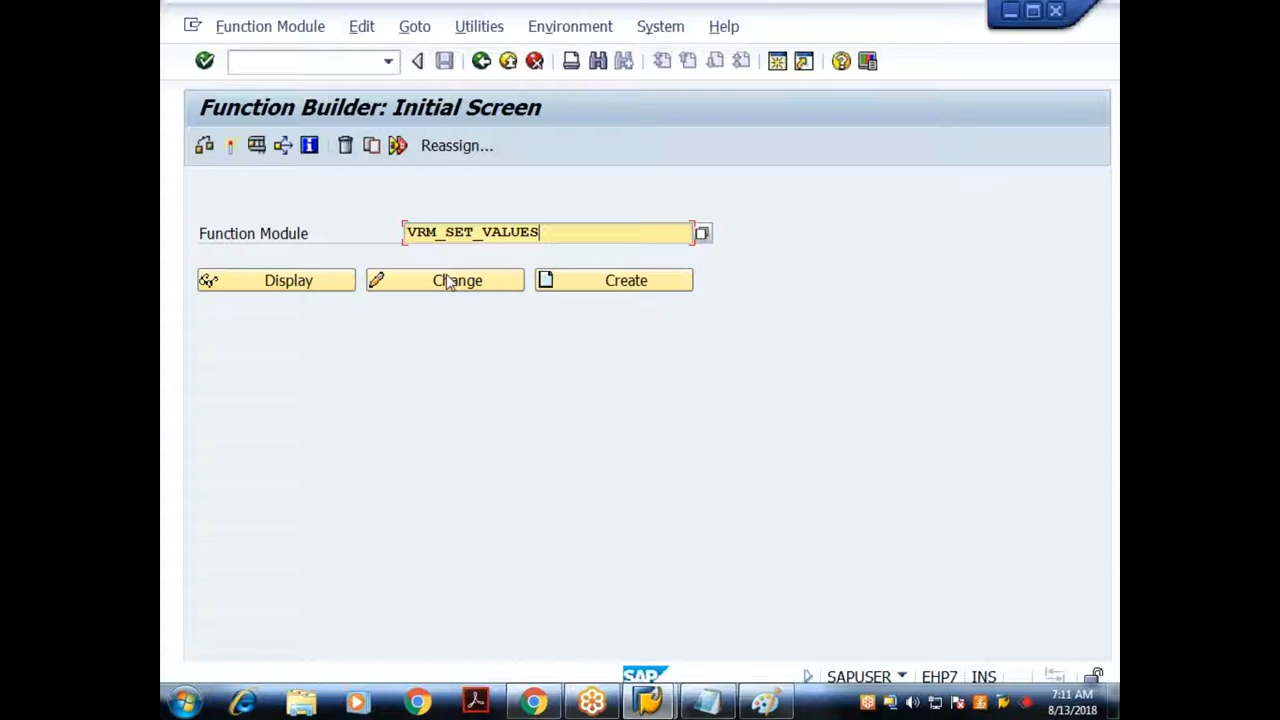 Function Module Edit Goto Utilities Environment System Help
Function Builder: Initial Screen
Reassign...
Function Module VRM_SET_VALUES
Display Change Create
SAP SAPUSER EHP7 INS
7:11 AM
8/13/2018